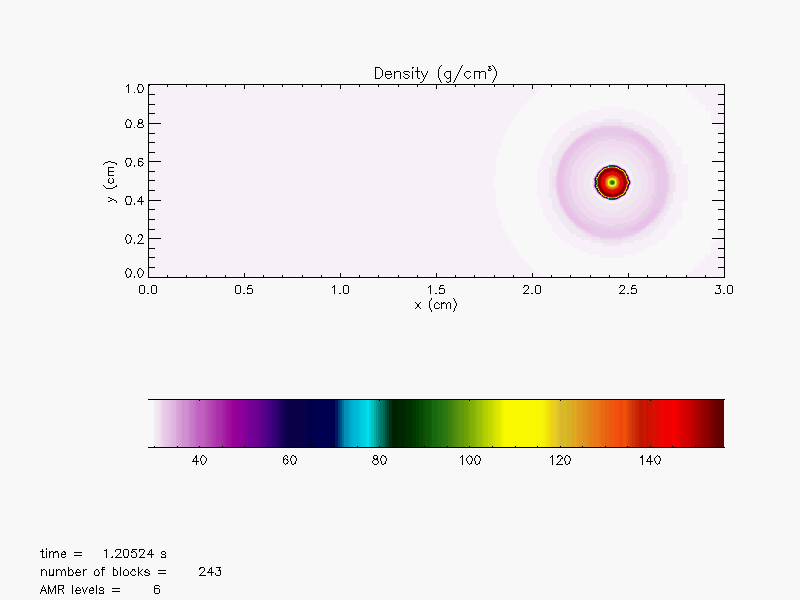 Density (g/cm³)
1.0
0.8
0.6
0.4
0.2
0.0
y (cm)
0.0 0.5 1.0 1.5 2.0 2.5 3.0
x (cm)
40 60 80 100 120 140
time = 1.20524 s
number of blocks = 243
AMR levels = 6